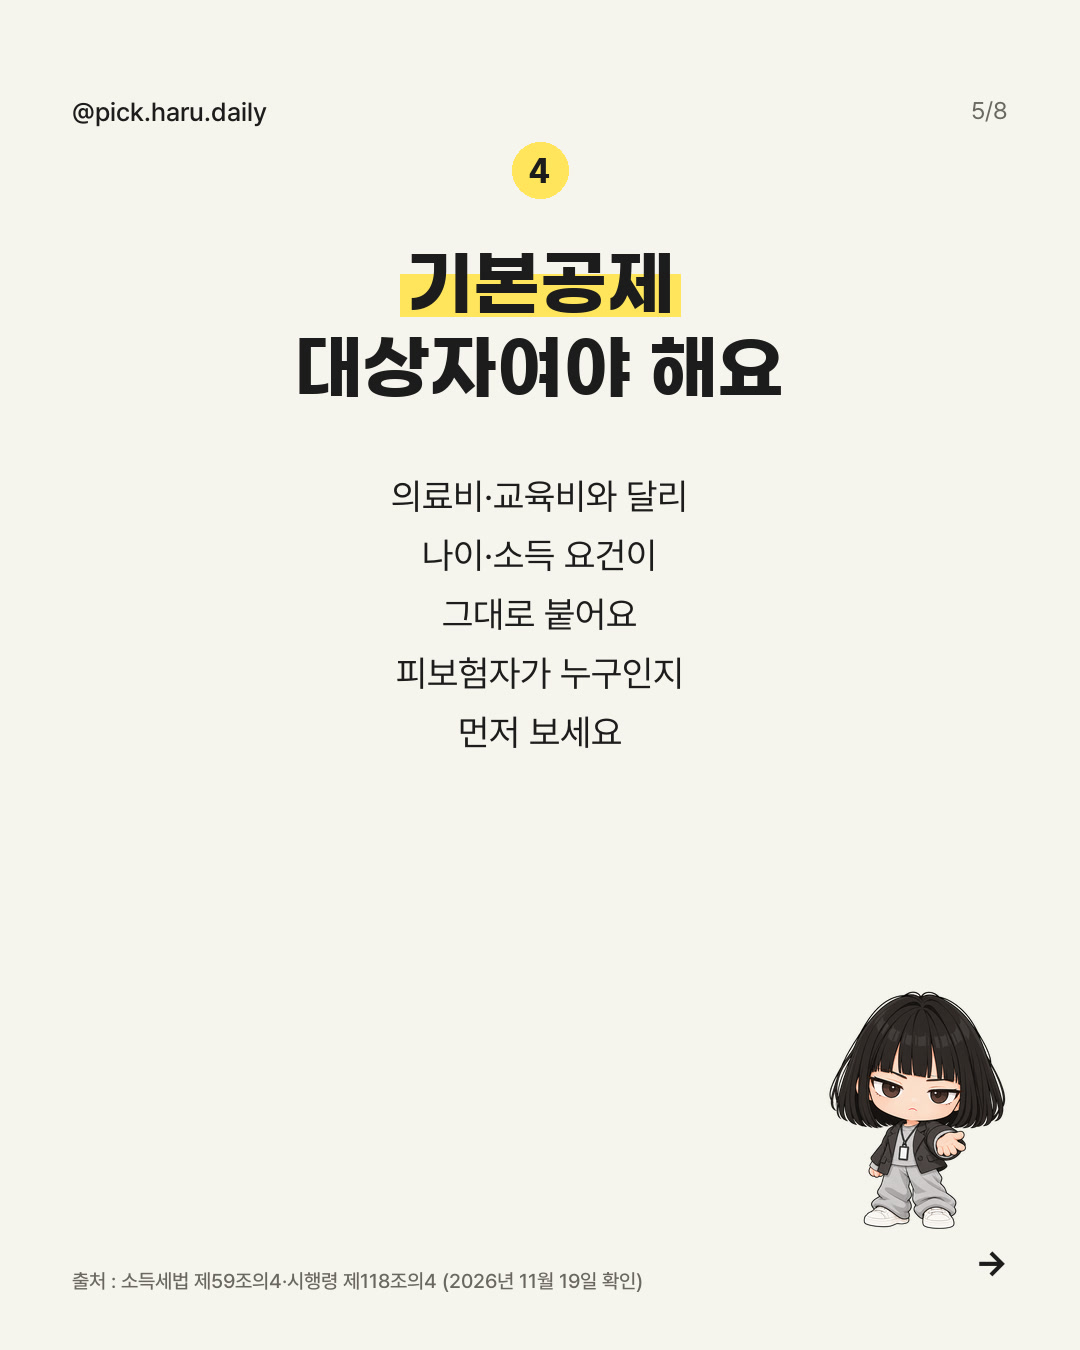 @pick.haru.daily
5/8
4
기본공제
대상자여야 해요
의료비·교육비와 달리
나이·소득 요건이
그대로 붙어요
피보험자가 누구인지
먼저 보세요
출처 : 소득세법 제59조의4·시행령 제118조의4 (2026년 11월 19일 확인)